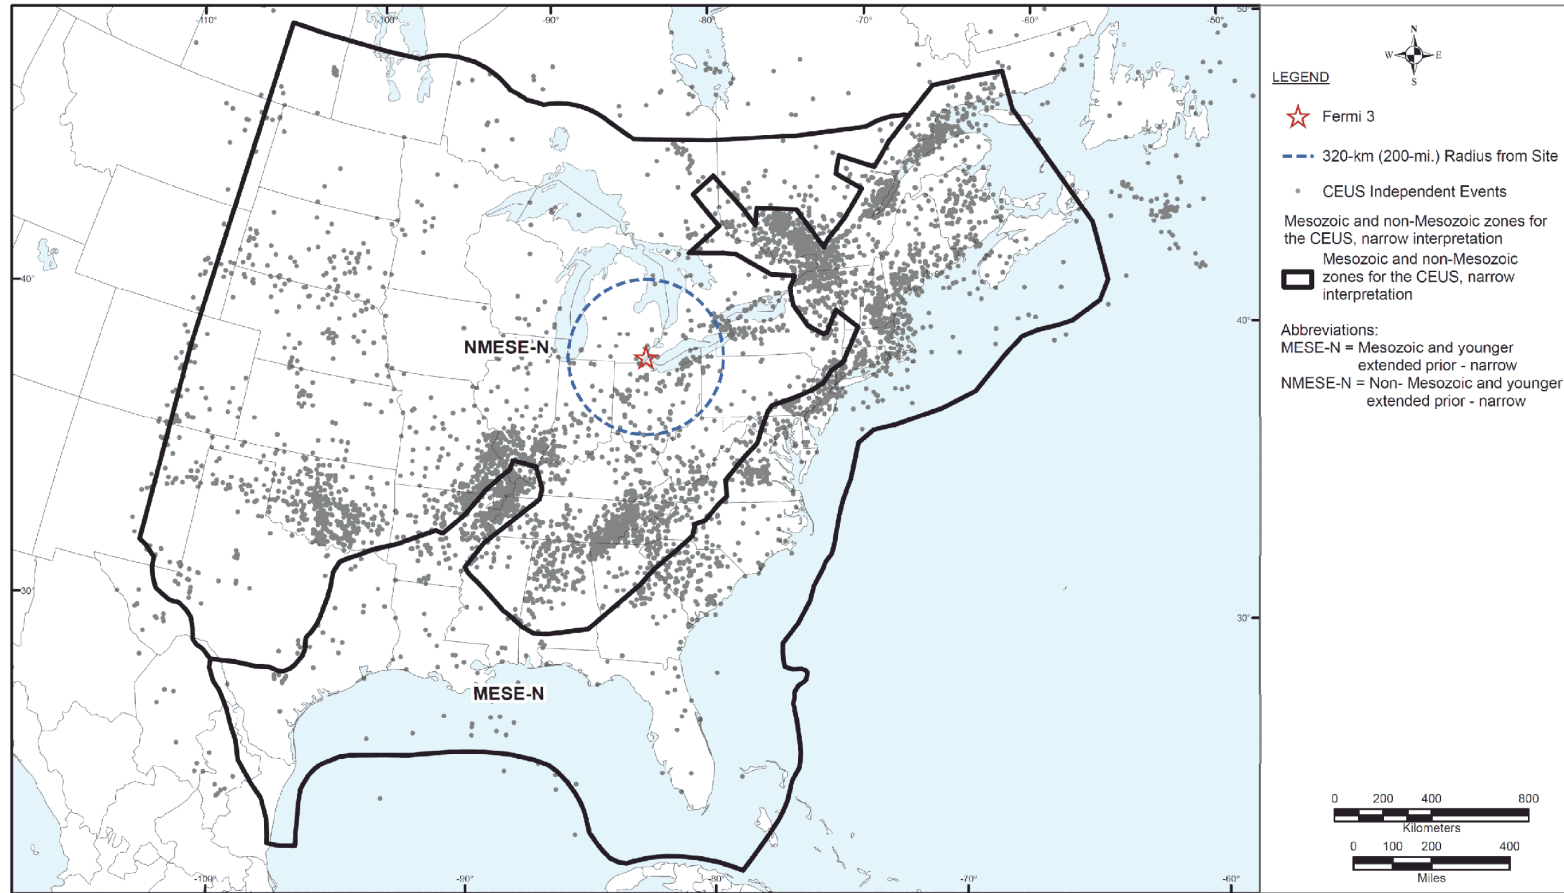 -110°
-100°
-90°
-80°
-70°
-60°
-50°
50°
40°
40°
30°
30°
-100°
-90°
-80°
-70°
-60°
NMESE-N
MESE-N
N
W
E
S
LEGEND
Fermi 3
320-km (200-mi.) Radius from Site
CEUS Independent Events
Mesozoic and non-Mesozoic zones for
the CEUS, narrow interpretation
Mesozoic and non-Mesozoic
zones for the CEUS, narrow
interpretation
Abbreviations:
MESE-N = Mesozoic and younger
extended prior - narrow
NMESE-N = Non- Mesozoic and younger
extended prior - narrow
0 200 400 800
Kilometers
0 100 200 400
Miles